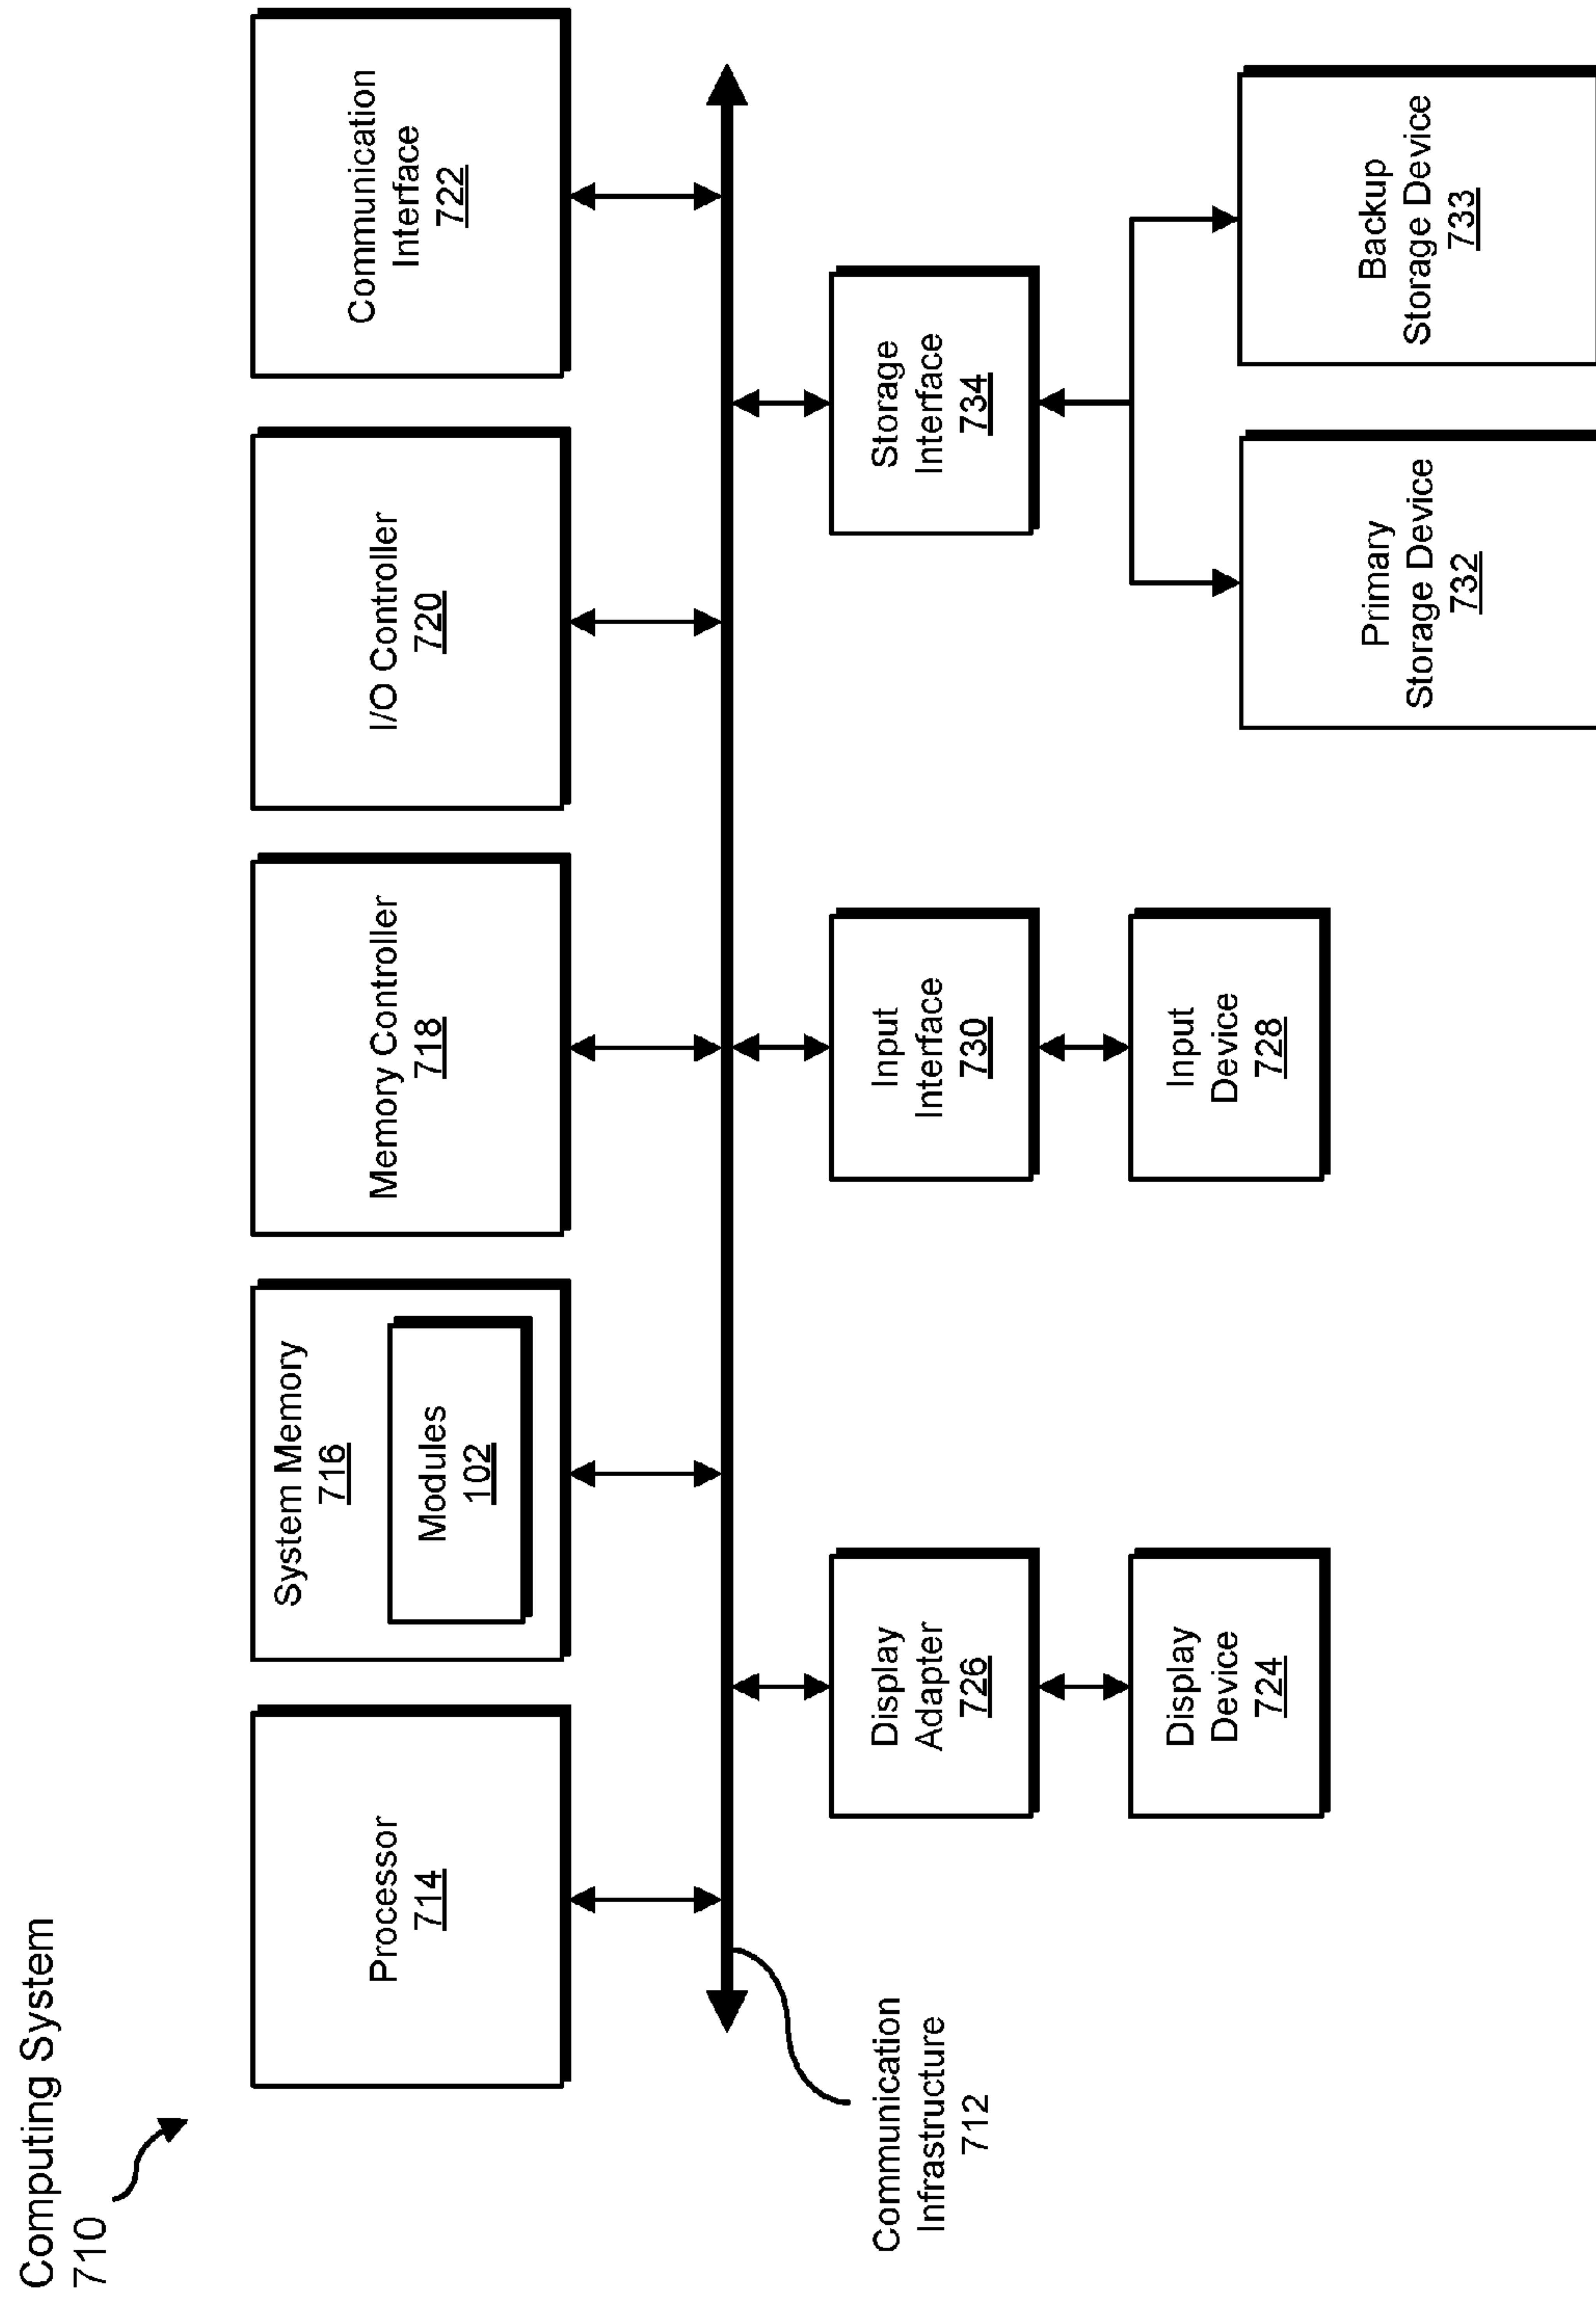 Computing System
710
Processor
714
System Memory
716
Modules
102
Memory Controller
718
I/O Controller
720
Communication
Interface
722
Communication
Infrastructure
712
Display
Adapter
726
Input
Interface
730
Storage
Interface
734
Display
Device
724
Input
Device
728
Primary
Storage Device
732
Backup
Storage Device
733